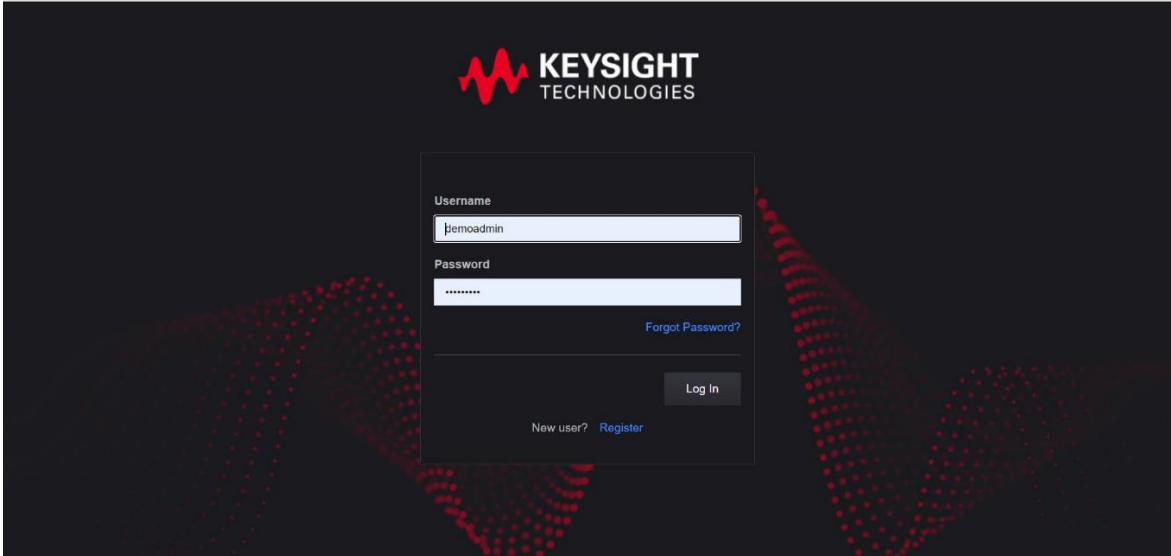 KEYSIGHT
TECHNOLOGIES
Username
demoadmin
Password
•••••••••
Forgot Password?
Log In
New user? Register